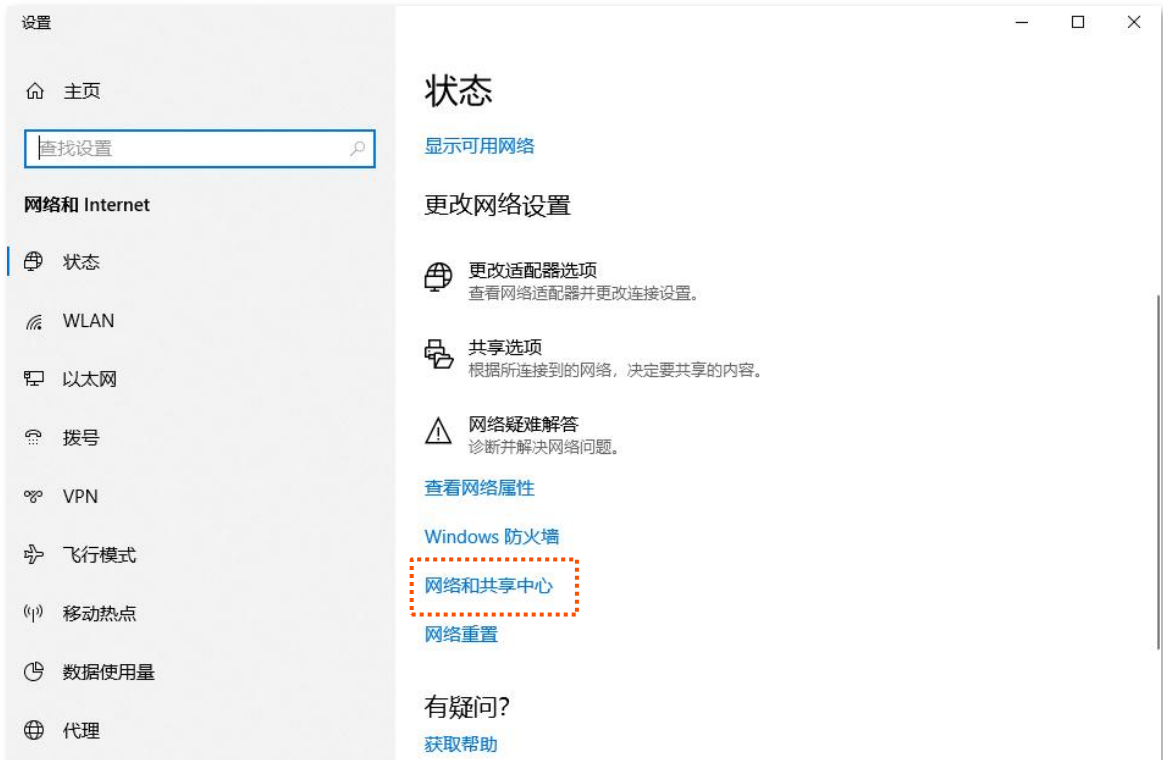 设置
主页
查找设置
网络和 Internet
状态
WLAN
以太网
拨号
VPN
飞行模式
移动热点
数据使用量
代理
状态
显示可用网络
更改网络设置
更改适配器选项
查看网络适配器并更改连接设置。
共享选项
根据所连接到的网络，决定要共享的内容。
网络疑难解答
诊断并解决网络问题。
查看网络属性
Windows 防火墙
网络和共享中心
网络重置
有疑问?
获取帮助